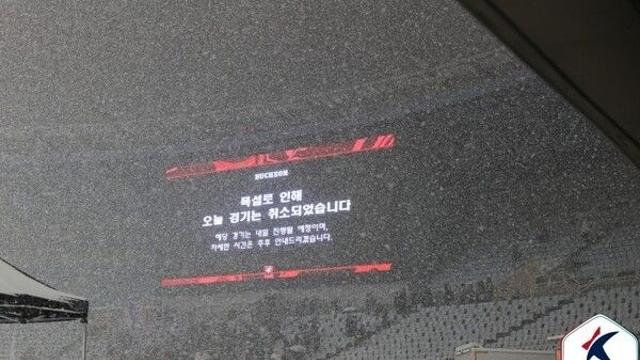 BUCHEON
폭설로 인해
오늘 경기는 취소되었습니다
해당 경기는 내일 진행될 예정이며,
자세한 시간은 추후 안내드리겠습니다.